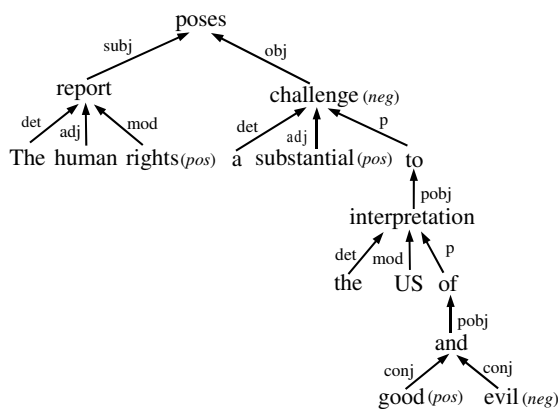 poses
subj obj
report challenge (neg)
det adj mod det adj p
The human rights (pos) a substantial (pos) to
pobj
interpretation
det mod p
the US of
pobj
and
conj conj
good (pos) evil (neg)